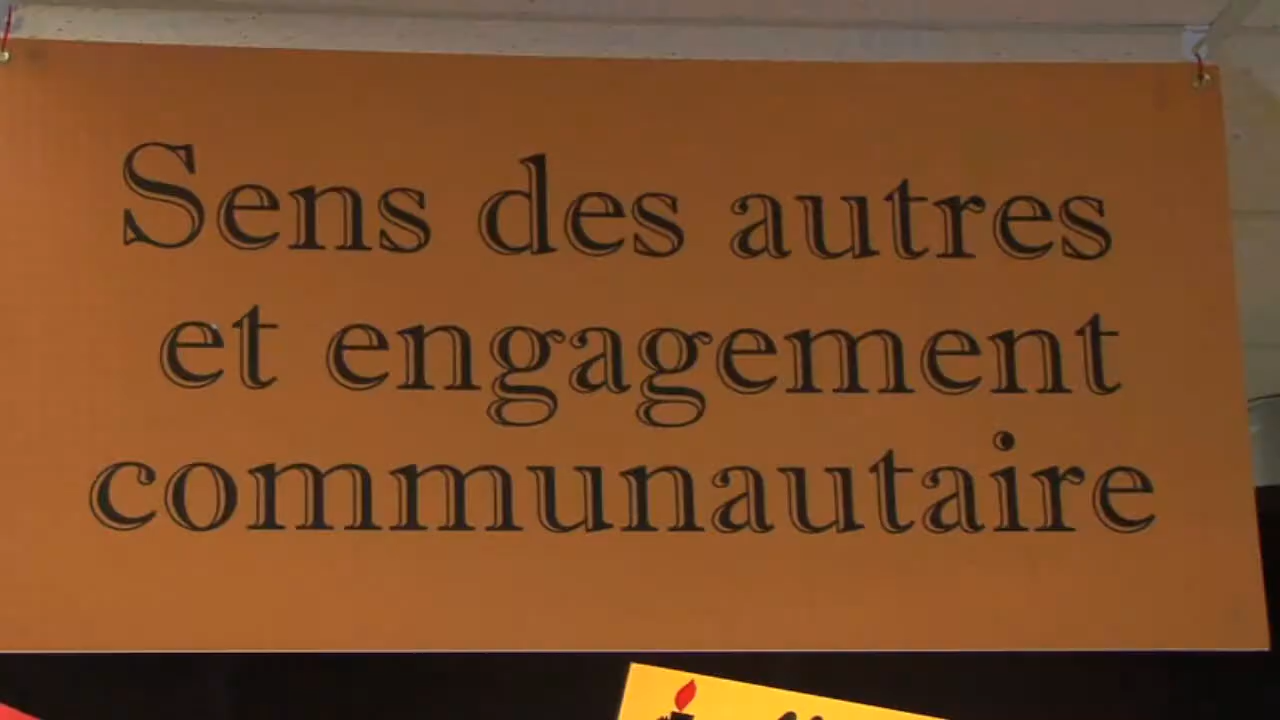 Sens des autres
et engagement
communautaire